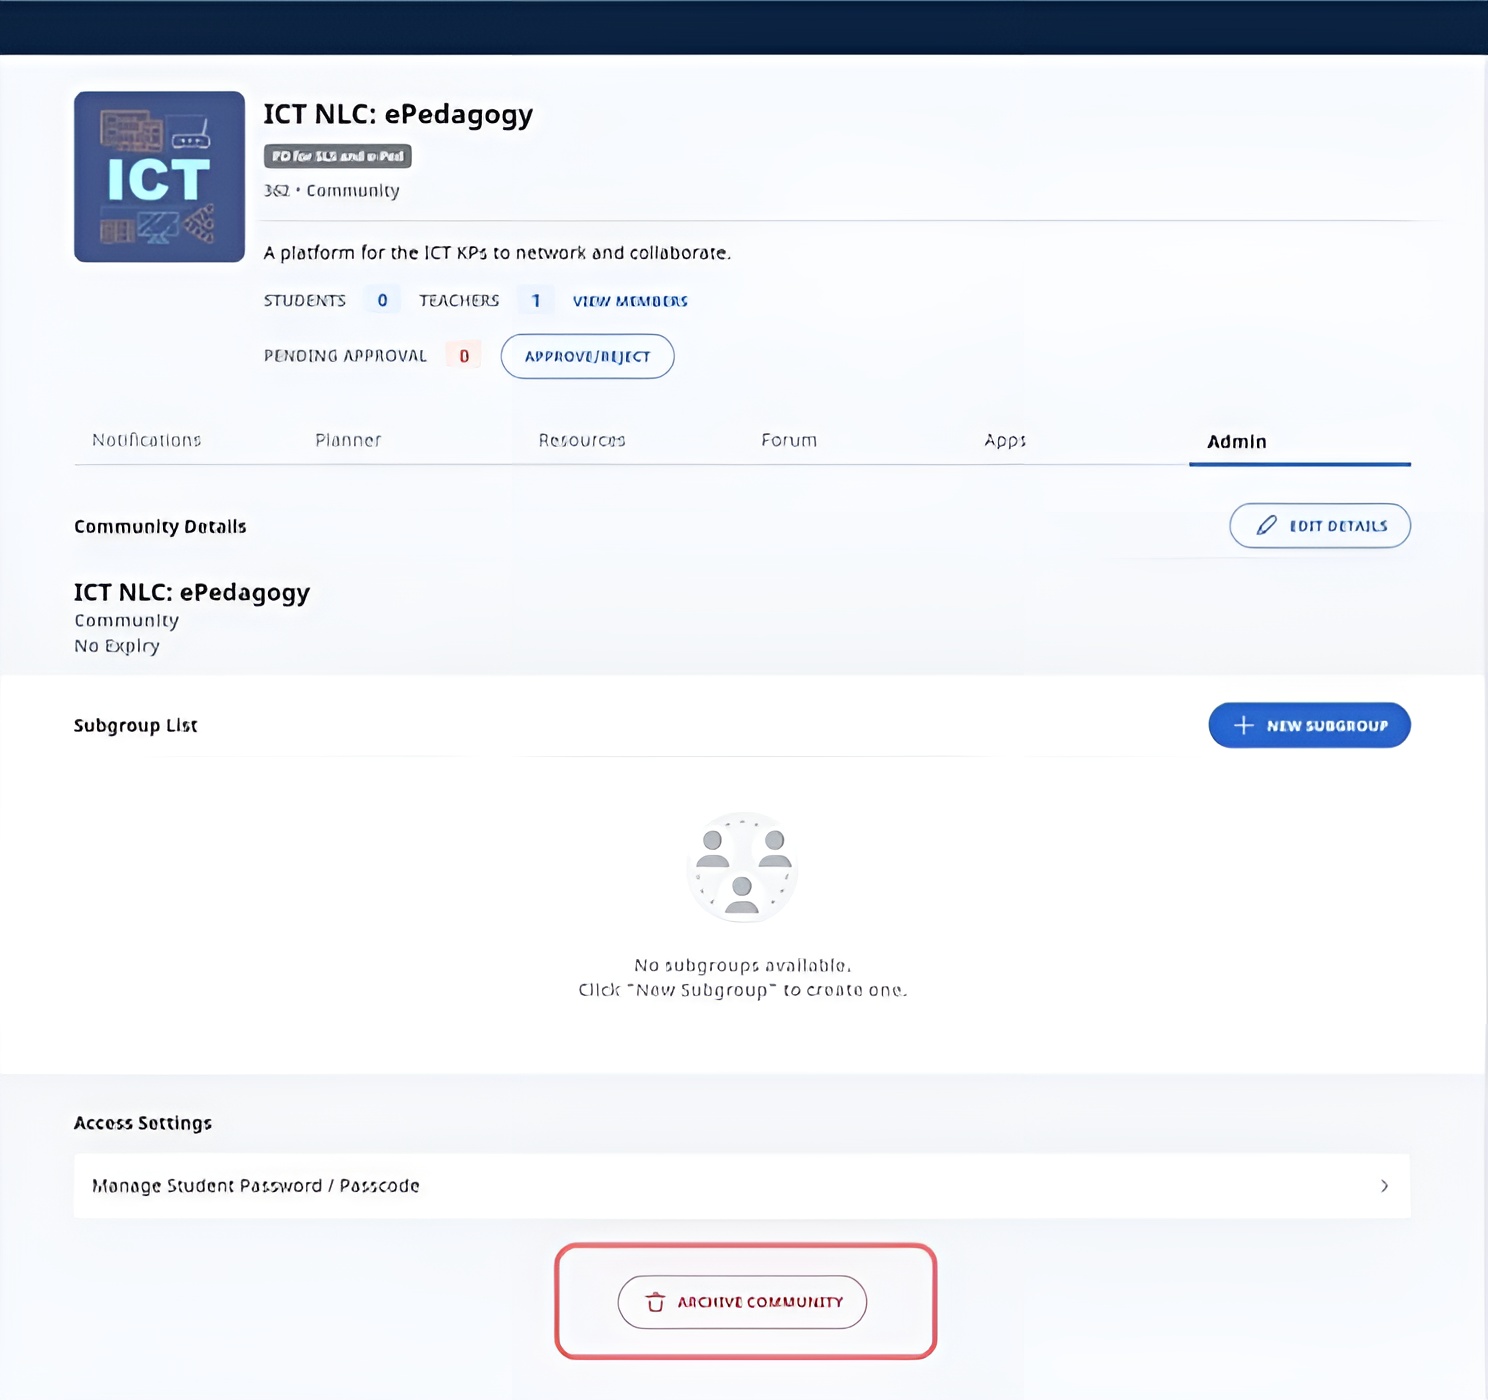 ICT
ICT NLC: ePedagogy
PD for SLS and e-Ped
362 • Community
A platform for the ICT KPs to network and collaborate.
STUDENTS 0 TEACHERS 1 VIEW MEMBERS
PENDING APPROVAL 0 APPROVE/REJECT
Notifications Planner Resources Forum Apps Admin
Community Details EDIT DETAILS
ICT NLC: ePedagogy
Community
No Expiry
Subgroup List NEW SUBGROUP
No subgroups available.
Click "New Subgroup" to create one.
Access Settings
Manage Student Password / Passcode
ARCHIVE COMMUNITY